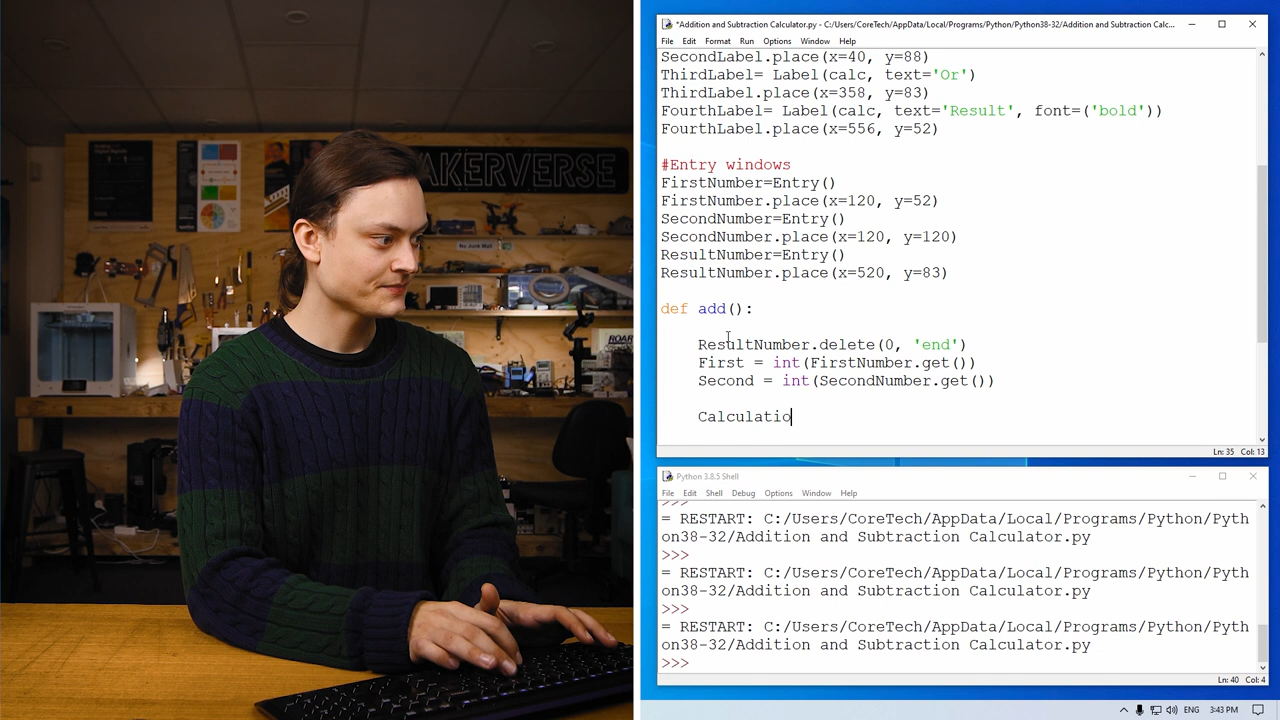 AKERVERSE
No Junk Mail
ROAR
*Addition and Subtraction Calculator.py - C:/Users/CoreTech/AppData/Local/Programs/Python/Python38-32/Addition and Subtraction Calc...
File Edit Format Run Options Window Help
SecondLabel.place(x=40, y=88)
ThirdLabel= Label(calc, text='Or')
ThirdLabel.place(x=358, y=83)
FourthLabel= Label(calc, text='Result', font=('bold'))
FourthLabel.place(x=556, y=52)
#Entry windows
FirstNumber=Entry()
FirstNumber.place(x=120, y=52)
SecondNumber=Entry()
SecondNumber.place(x=120, y=120)
ResultNumber=Entry()
ResultNumber.place(x=520, y=83)
def add():
ResultNumber.delete(0, 'end')
First = int(FirstNumber.get())
Second = int(SecondNumber.get())
Calculatio
Ln: 35 Col: 13
Python 3.8.5 Shell
File Edit Shell Debug Options Window Help
>>>
= RESTART: C:/Users/CoreTech/AppData/Local/Programs/Python/Pyth
on38-32/Addition and Subtraction Calculator.py
>>>
= RESTART: C:/Users/CoreTech/AppData/Local/Programs/Python/Pyth
on38-32/Addition and Subtraction Calculator.py
>>>
= RESTART: C:/Users/CoreTech/AppData/Local/Programs/Python/Pyth
on38-32/Addition and Subtraction Calculator.py
>>>
Ln: 40 Col: 4
ENG 3:43 PM